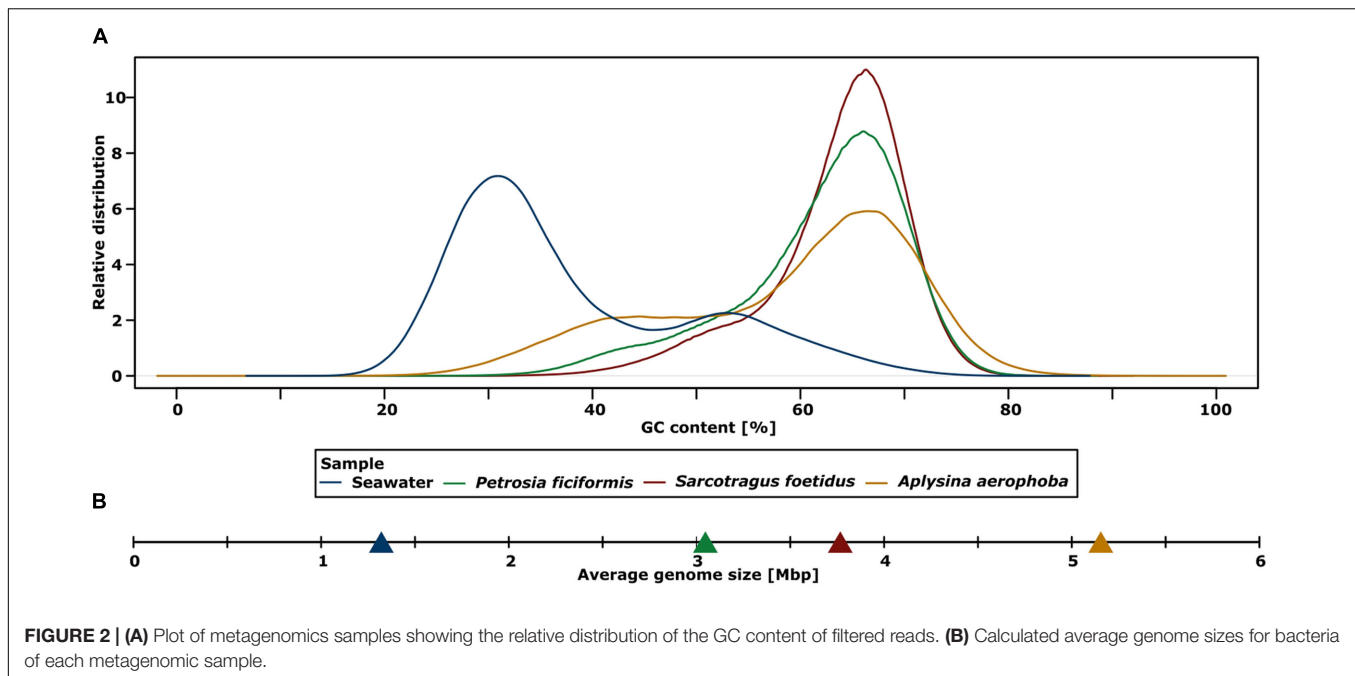 A
Relative distribution
10
8
6
4
2
0
0 20 40 60 80 100
GC content [%]
Sample
Seawater Petrosia ficiformis Sarcotragus foetidus Aplysina aerophoba
B
0 1 2 3 4 5 6
Average genome size [Mbp]
FIGURE 2 | (A) Plot of metagenomics samples showing the relative distribution of the GC content of filtered reads. (B) Calculated average genome sizes for bacteria
of each metagenomic sample.